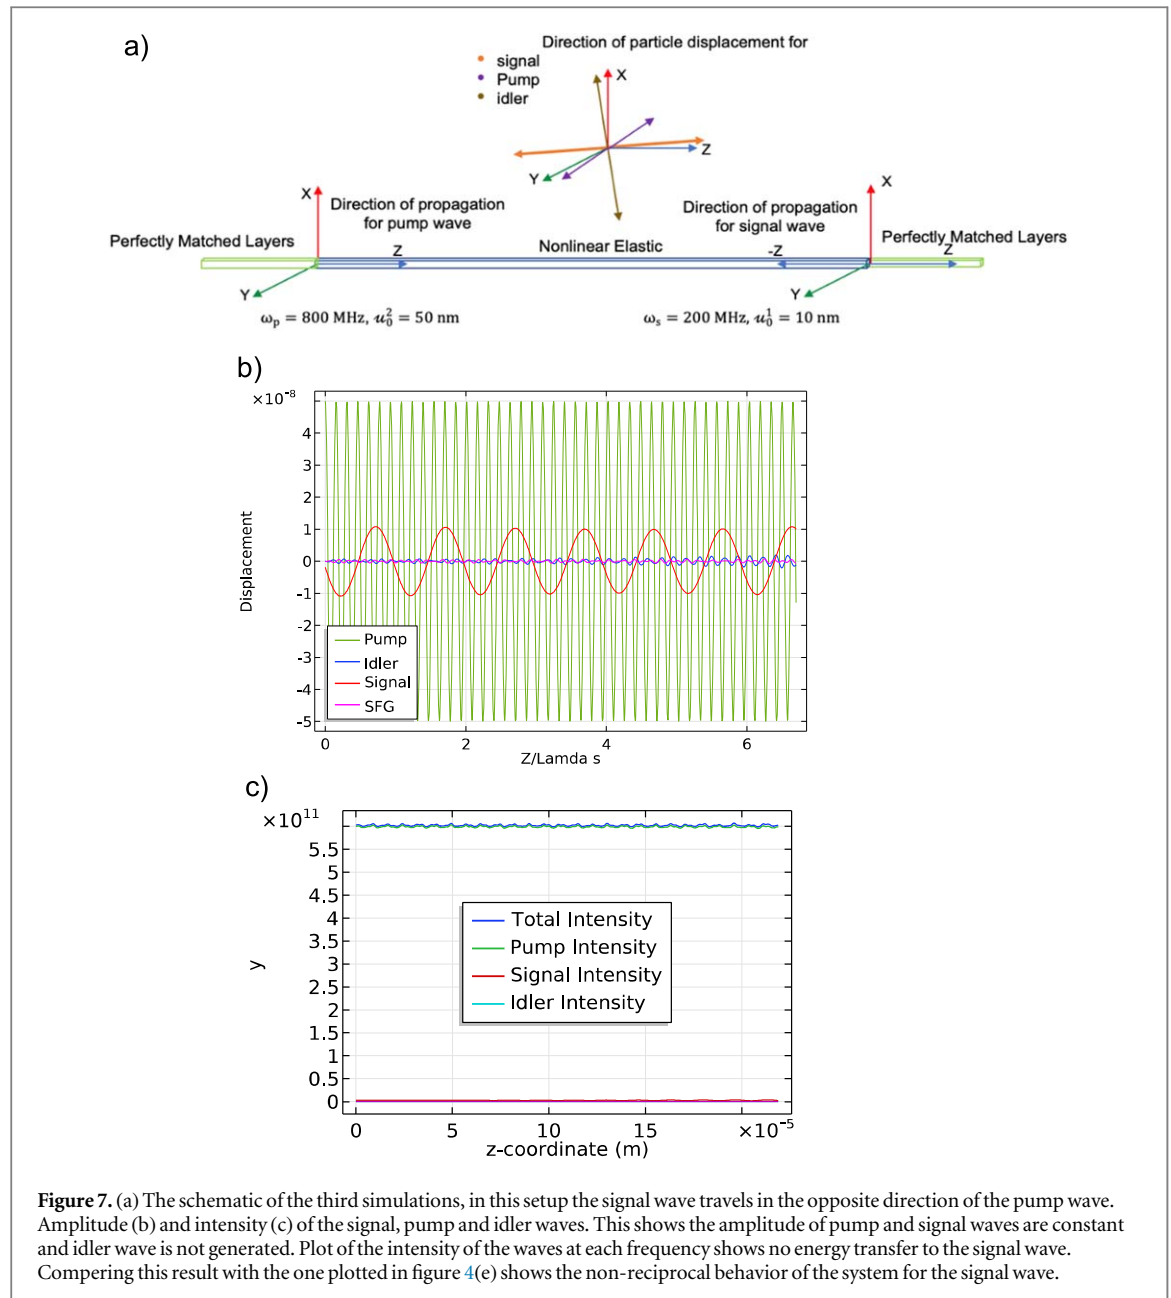 a)
Direction of particle displacement for
signal
Pump
idler
X
Z
Y
X
Direction of propagation
for pump wave
Direction of propagation
for signal wave
X
Perfectly Matched Layers
Z
Nonlinear Elastic
-Z
Perfectly Matched Layers
Z
Y
Y
ωp = 800 MHz, u₀² = 50 nm
ωs = 200 MHz, u₀¹ = 10 nm
b)
×10⁻⁸
4
3
2
1
0
-1
-2
-3
-4
-5
Displacement
Pump
Idler
Signal
SFG
0
2
4
6
Z/Lamda s
c)
×10¹¹
5.5
5
4.5
4
3.5
3
2.5
2
1.5
1
0.5
0
y
Total Intensity
Pump Intensity
Signal Intensity
Idler Intensity
0
5
10
15
×10⁻⁵
z-coordinate (m)
Figure 7. (a) The schematic of the third simulations, in this setup the signal wave travels in the opposite direction of the pump wave.
Amplitude (b) and intensity (c) of the signal, pump and idler waves. This shows the amplitude of pump and signal waves are constant
and idler wave is not generated. Plot of the intensity of the waves at each frequency shows no energy transfer to the signal wave.
Compering this result with the one plotted in figure 4(e) shows the non-reciprocal behavior of the system for the signal wave.